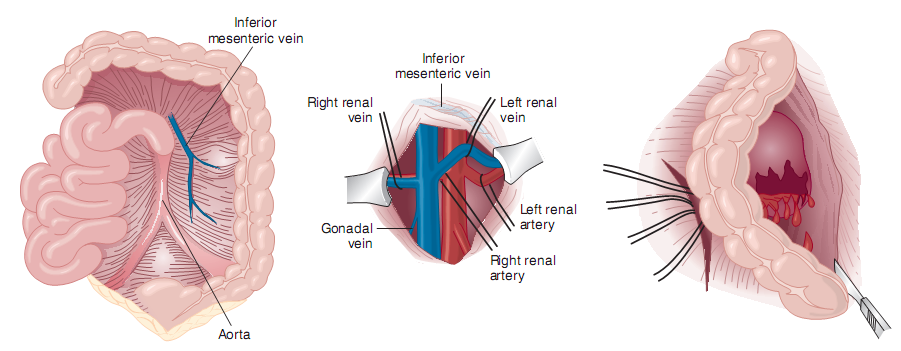 Inferior
mesenteric vein
Aorta
Inferior
mesenteric vein
Right renal
vein
Left renal
vein
Gonadal
vein
Left renal
artery
Right renal
artery